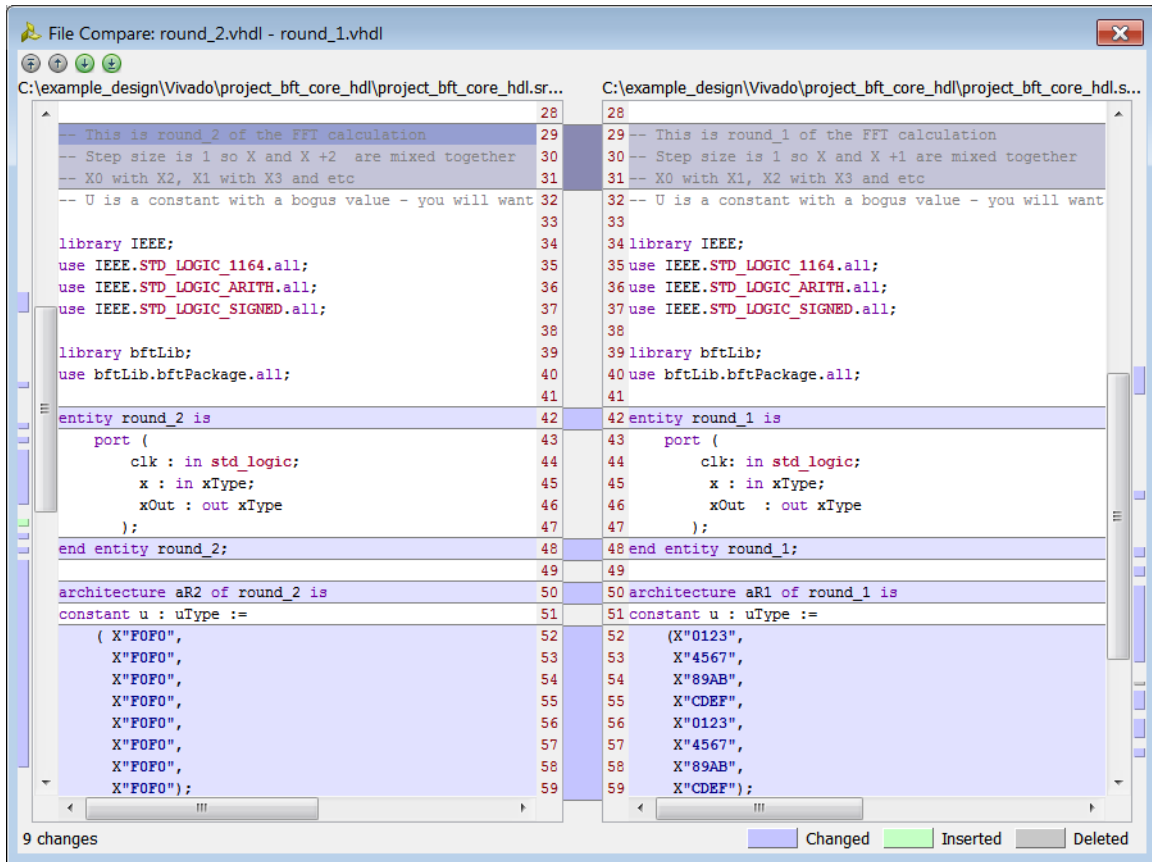 File Compare: round_2.vhdl - round_1.vhdl
C:\example_design\Vivado\project_bft_core_hdl\project_bft_core_hdl.sr...
28
-- This is round_2 of the FFT calculation 29
-- Step size is 1 so X and X +2  are mixed together 30
-- X0 with X2, X1 with X3 and etc 31
-- U is a constant with a bogus value - you will want 32
33
library IEEE; 34
use IEEE.STD_LOGIC_1164.all; 35
use IEEE.STD_LOGIC_ARITH.all; 36
use IEEE.STD_LOGIC_SIGNED.all; 37
38
library bftLib; 39
use bftLib.bftPackage.all; 40
41
entity round_2 is 42
port ( 43
clk : in std_logic; 44
x : in xType; 45
xOut : out xType 46
); 47
end entity round_2; 48
49
architecture aR2 of round_2 is 50
constant u : uType := 51
( X"F0F0", 52
X"F0F0", 53
X"F0F0", 54
X"F0F0", 55
X"F0F0", 56
X"F0F0", 57
X"F0F0", 58
X"F0F0"); 59
C:\example_design\Vivado\project_bft_core_hdl\project_bft_core_hdl.s...
28
29 -- This is round_1 of the FFT calculation
30 -- Step size is 1 so X and X +1 are mixed together
31 -- X0 with X1, X2 with X3 and etc
32 -- U is a constant with a bogus value - you will want
33
34 library IEEE;
35 use IEEE.STD_LOGIC_1164.all;
36 use IEEE.STD_LOGIC_ARITH.all;
37 use IEEE.STD_LOGIC_SIGNED.all;
38
39 library bftLib;
40 use bftLib.bftPackage.all;
41
42 entity round_1 is
43 port (
44 clk: in std_logic;
45 x : in xType;
46 xOut  : out xType
47 );
48 end entity round_1;
49
50 architecture aR1 of round_1 is
51 constant u : uType :=
52 (X"0123",
53 X"4567",
54 X"89AB",
55 X"CDEF",
56 X"0123",
57 X"4567",
58 X"89AB",
59 X"CDEF");
9 changes
Changed
Inserted
Deleted